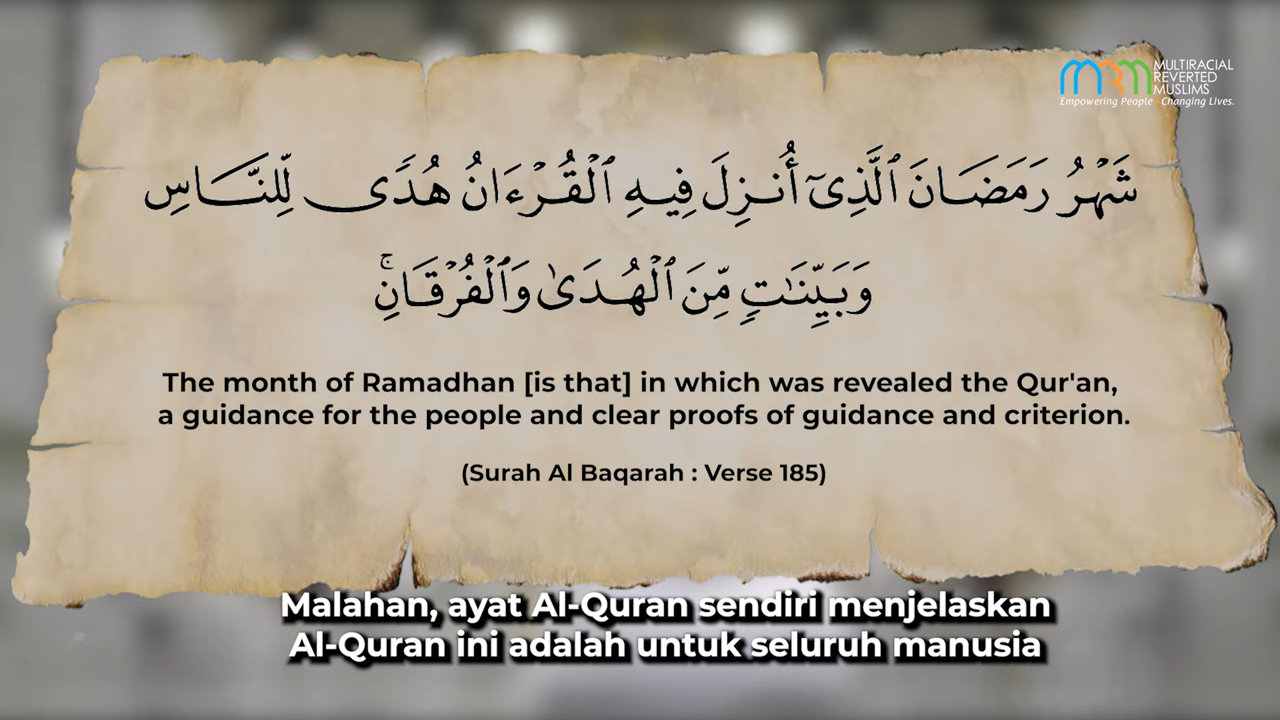 MULTIRACIAL
REVERTED
MUSLIMS
Empowering People • Changing Lives.
شَهْرُ رَمَضَانَ ٱلَّذِىٓ أُنزِلَ فِيهِ ٱلْقُرْءَانُ هُدًى لِّلنَّاسِ
وَبَيِّنَـٰتٍ مِّنَ ٱلْهُدَىٰ وَٱلْفُرْقَانِ ۚ
The month of Ramadhan [is that] in which was revealed the Qur'an,
a guidance for the people and clear proofs of guidance and criterion.
(Surah Al Baqarah : Verse 185)
Malahan, ayat Al-Quran sendiri menjelaskan
Al-Quran ini adalah untuk seluruh manusia